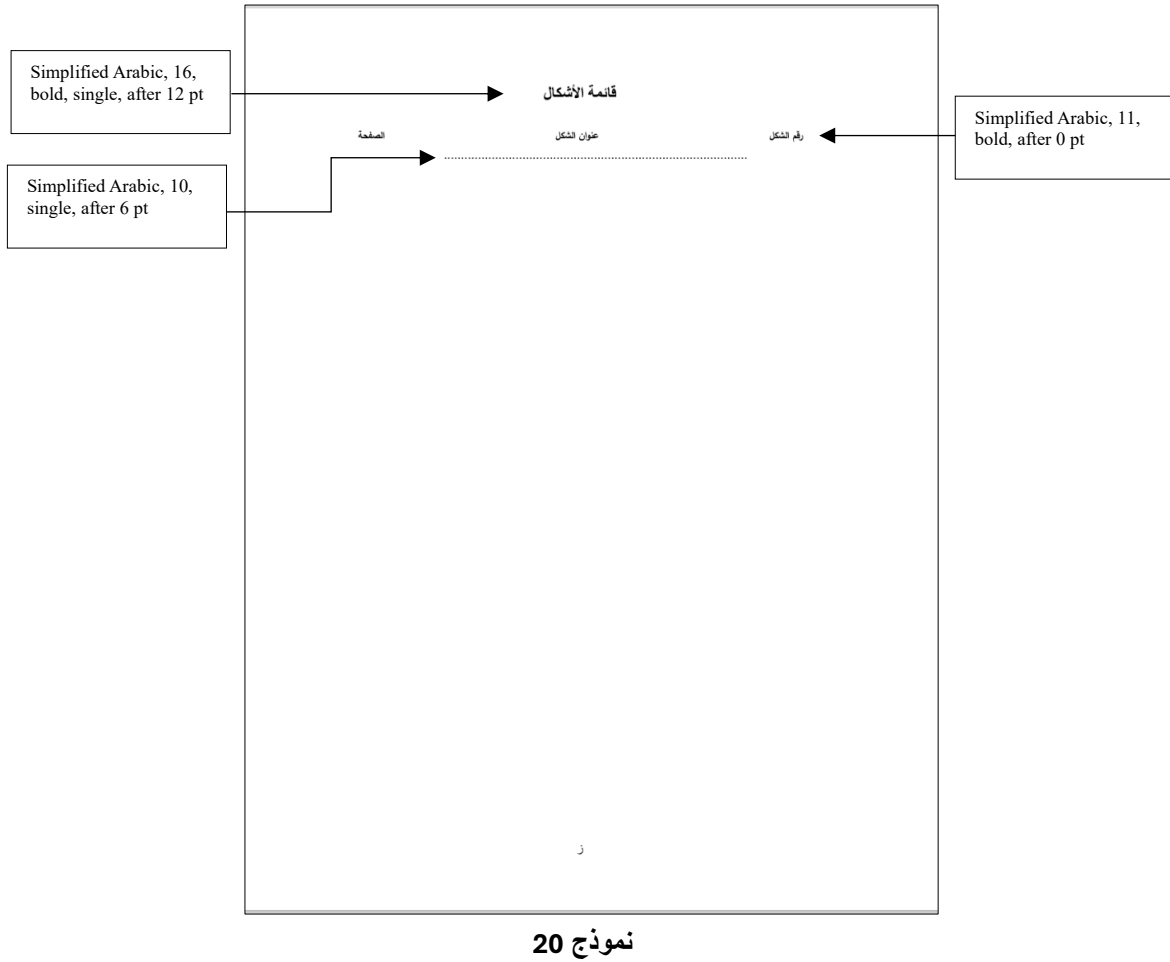 Simplified Arabic, 16,
bold, single, after 12 pt
قائمة الأشكال
Simplified Arabic, 11,
bold, after 0 pt
رقم الشكل عنوان الشكل الصفحة
Simplified Arabic, 10,
single, after 6 pt
ز
نموذج 20